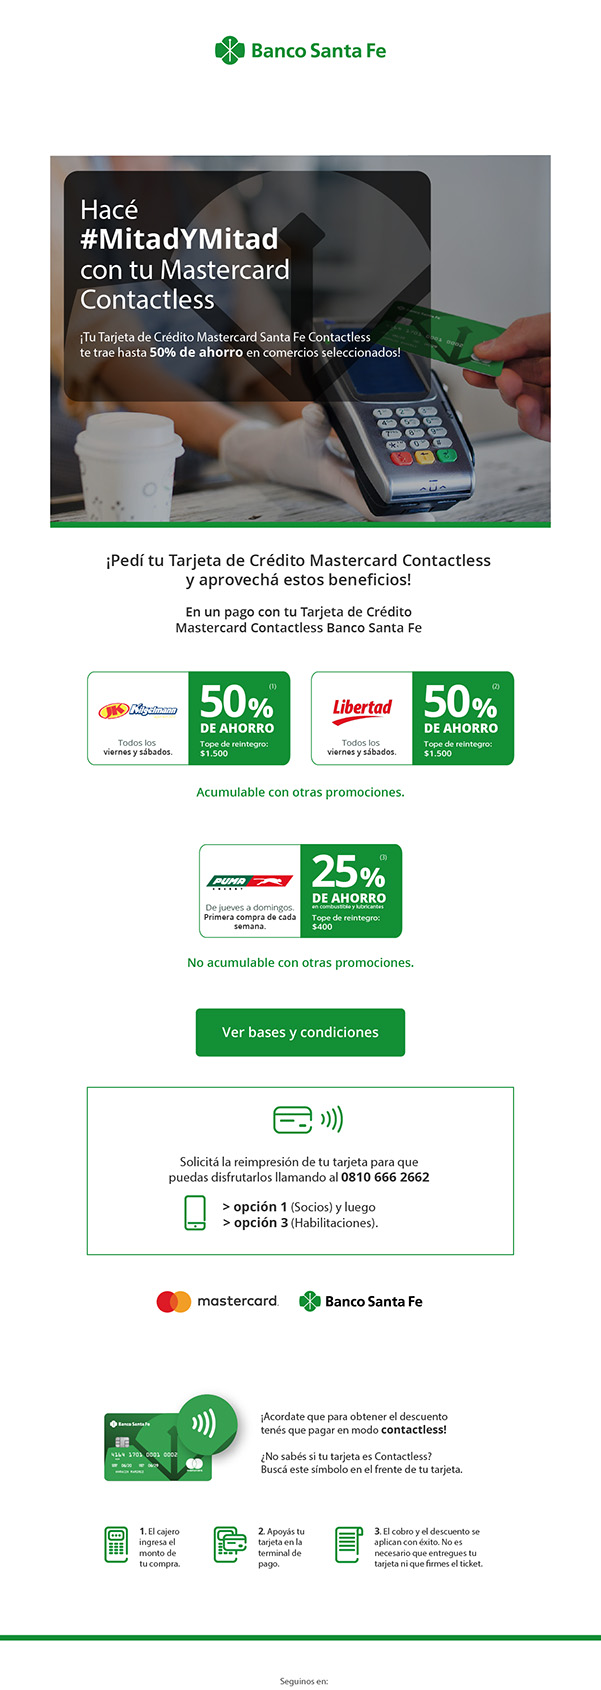 Banco Santa Fe
Hacé
#MitadYMitad
con tu Mastercard
Contactless
¡Tu Tarjeta de Crédito Mastercard Santa Fe Contactless
te trae hasta 50% de ahorro en comercios seleccionados!
¡Pedí tu Tarjeta de Crédito Mastercard Contactless
y aprovechá estos beneficios!
En un pago con tu Tarjeta de Crédito
Mastercard Contactless Banco Santa Fe
JK Kilgelmann
Todos los
viernes y sábados.
50% (1)
DE AHORRO
Tope de reintegro:
$1.500
Libertad
Todos los
viernes y sábados.
50% (2)
DE AHORRO
Tope de reintegro:
$1.500
Acumulable con otras promociones.
PUMA
ENERGY
De jueves a domingos.
Primera compra de cada
semana.
25% (3)
DE AHORRO
en combustible y lubricantes
Tope de reintegro:
$400
No acumulable con otras promociones.
Ver bases y condiciones
Solicitá la reimpresión de tu tarjeta para que
puedas disfrutarlos llamando al 0810 666 2662
> opción 1 (Socios) y luego
> opción 3 (Habilitaciones).
mastercard.
Banco Santa Fe
Banco Santa Fe
4164 1701 0001 0002
¡Acordate que para obtener el descuento
tenés que pagar en modo contactless!
¿No sabés si tu tarjeta es Contactless?
Buscá este símbolo en el frente de tu tarjeta.
1. El cajero
ingresa el
monto de
tu compra.
2. Apoyás tu
tarjeta en la
terminal de
pago.
3. El cobro y el descuento se
aplican con éxito. No es
necesario que entregues tu
tarjeta ni que firmes el ticket.
Seguinos en: